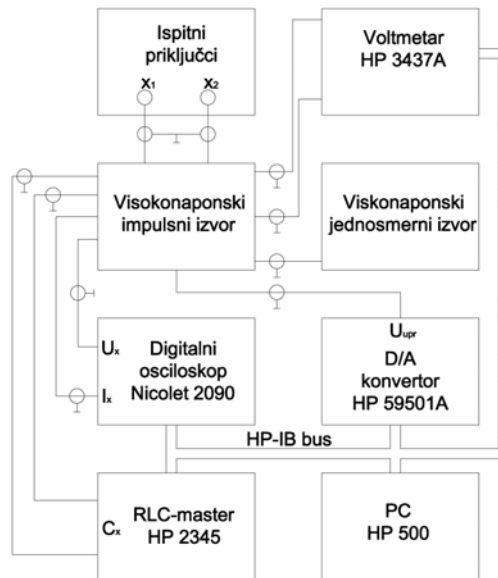 Ispitni
priključci
X1 X2
Voltmetar
HP 3437A
Visokonaponski
impulsni izvor
Viskonaponski
jednosmerni izvor
Ux
Ix
Digitalni
osciloskop
Nicolet 2090
Uupr
D/A
konvertor
HP 59501A
HP-IB bus
Cx
RLC-master
HP 2345
PC
HP 500